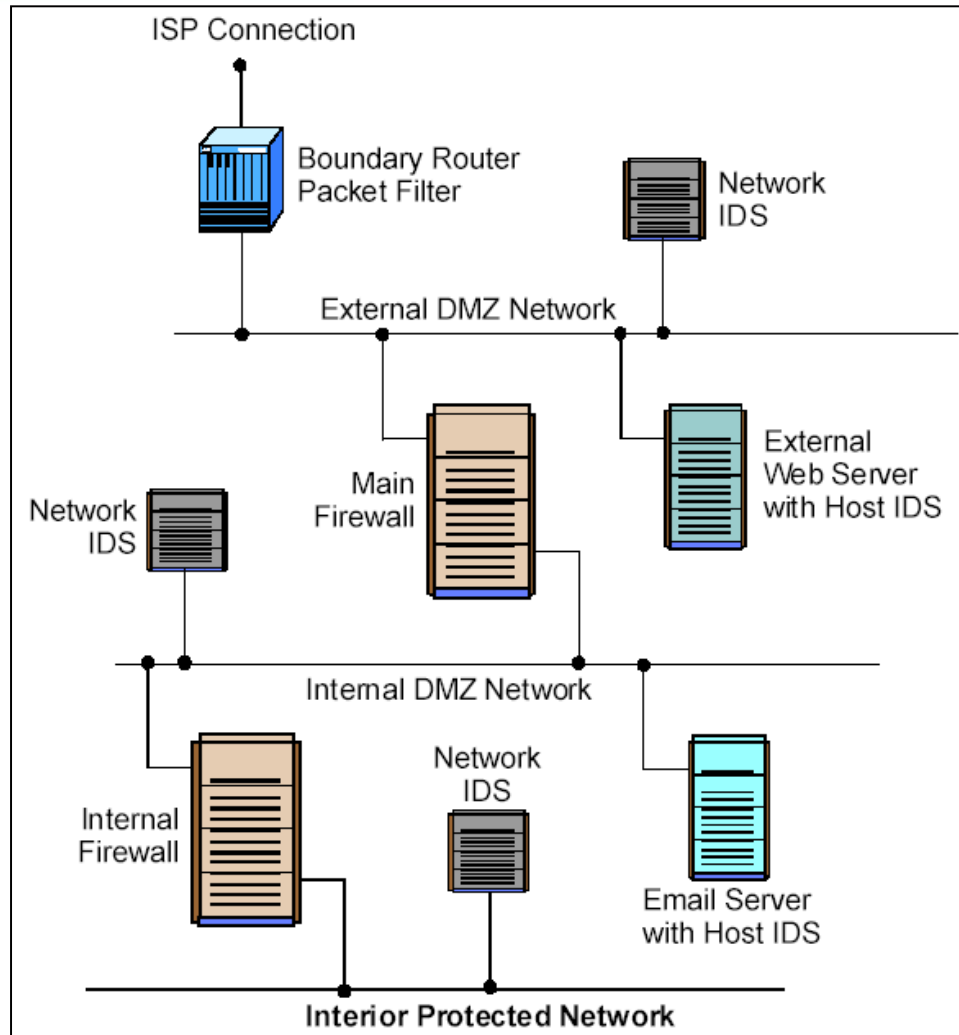 ISP Connection
Boundary Router
Packet Filter
Network
IDS
External DMZ Network
Main
Firewall
External
Web Server
with Host IDS
Network
IDS
Internal DMZ Network
Internal
Firewall
Network
IDS
Email Server
with Host IDS
Interior Protected Network